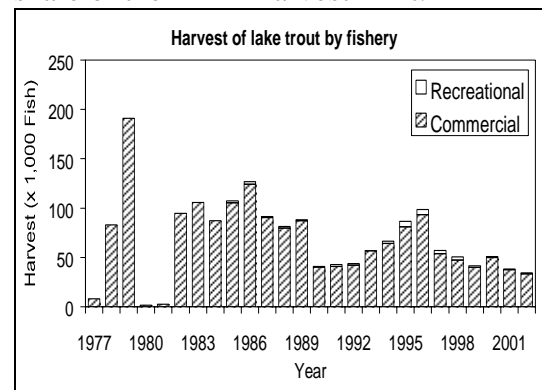 Harvest of lake trout by fishery
Recreational
Commercial
Harvest (x 1,000 Fish)
250
200
150
100
50
0
1977 1980 1983 1986 1989 1992 1995 1998 2001
Year